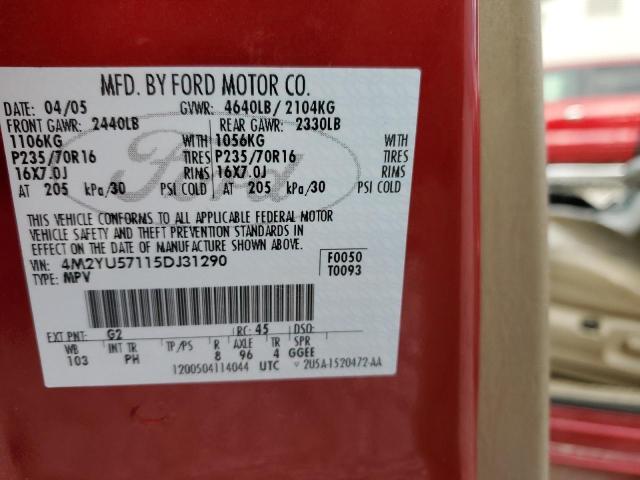 MFD. BY FORD MOTOR CO.
DATE: 04/05 GVWR: 4640LB/ 2104KG
FRONT GAWR: 2440LB REAR GAWR: 2330LB
1106KG WITH 1056KG WITH
P235/70R16 TIRES P235/70R16 TIRES
16X7.0J RIMS 16X7.0J RIMS
AT 205 kPa/30 PSI COLD AT 205 kPa/30 PSI COLD
Ford
THIS VEHICLE CONFORMS TO ALL APPLICABLE FEDERAL MOTOR
VEHICLE SAFETY AND THEFT PREVENTION STANDARDS IN
EFFECT ON THE DATE OF MANUFACTURE SHOWN ABOVE.
VIN: 4M2YU57115DJ31290 F0050
TYPE: MPV T0093
EXT PNT: G2 RC: 45 DSO:
WB INT TR TP/PS R AXLE TR SPR
103 PH 8 96 4 GGEE
1200504114044 UTC 2U5A-1520472-AA